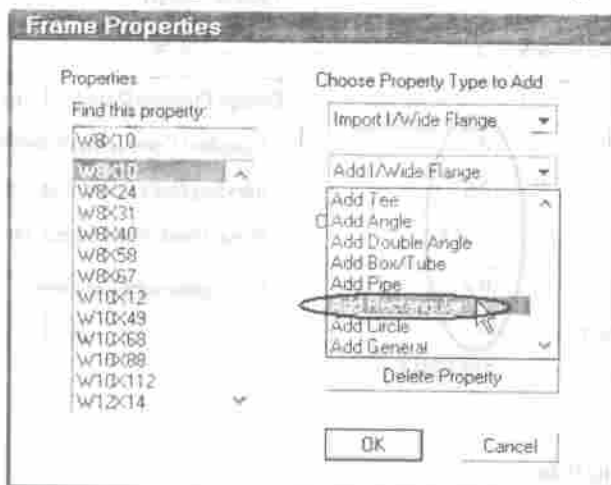 Frame Properties
Properties
Find this property:
W8X10
W8X10
W8X24
W8X31
W8X40
W8X58
W8X67
W10X12
W10X49
W10X68
W10X88
W10X112
W12X14
Choose Property Type to Add
Import I/Wide Flange
Add I/Wide Flange
Add Tee
Add Angle
Add Double Angle
Add Box/Tube
Add Pipe
Add Rectangular
Add Circle
Add General
Delete Property
OK
Cancel